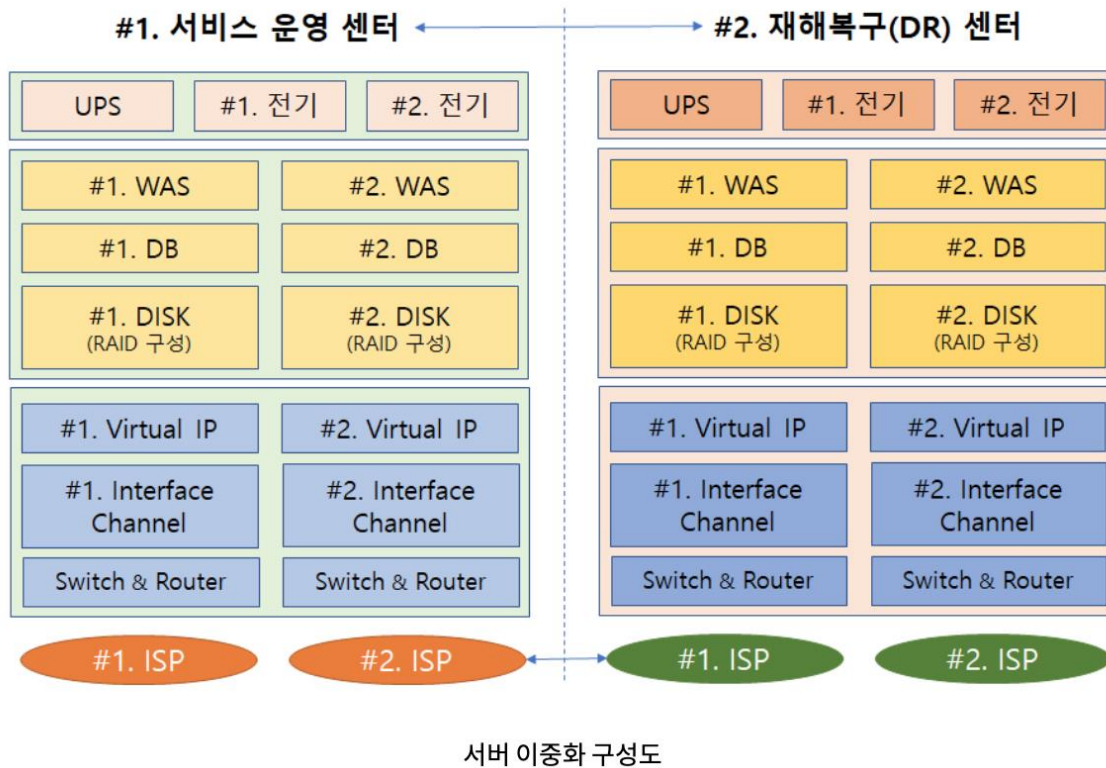 #1. 서비스 운영 센터 #2. 재해복구(DR) 센터
UPS #1. 전기 #2. 전기 UPS #1. 전기 #2. 전기
#1. WAS #2. WAS #1. WAS #2. WAS
#1. DB #2. DB #1. DB #2. DB
#1. DISK #2. DISK #1. DISK #2. DISK
(RAID 구성) (RAID 구성) (RAID 구성) (RAID 구성)
#1. Virtual IP #2. Virtual IP #1. Virtual IP #2. Virtual IP
#1. Interface #2. Interface #1. Interface #2. Interface
Channel Channel Channel Channel
Switch & Router Switch & Router Switch & Router Switch & Router
#1. ISP #2. ISP #1. ISP #2. ISP
서버 이중화 구성도